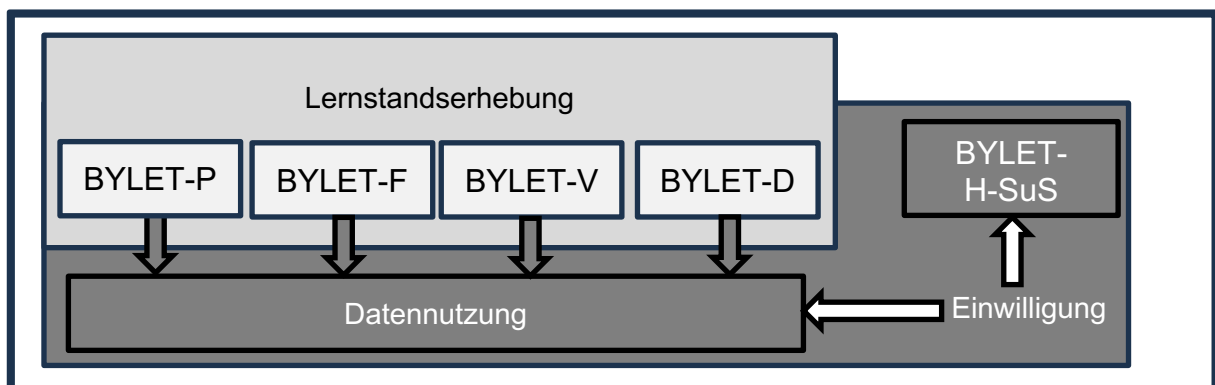 Lernstandserhebung
BYLET-P
BYLET-F
BYLET-V
BYLET-D
BYLET-
H-SuS
Datennutzung
Einwilligung